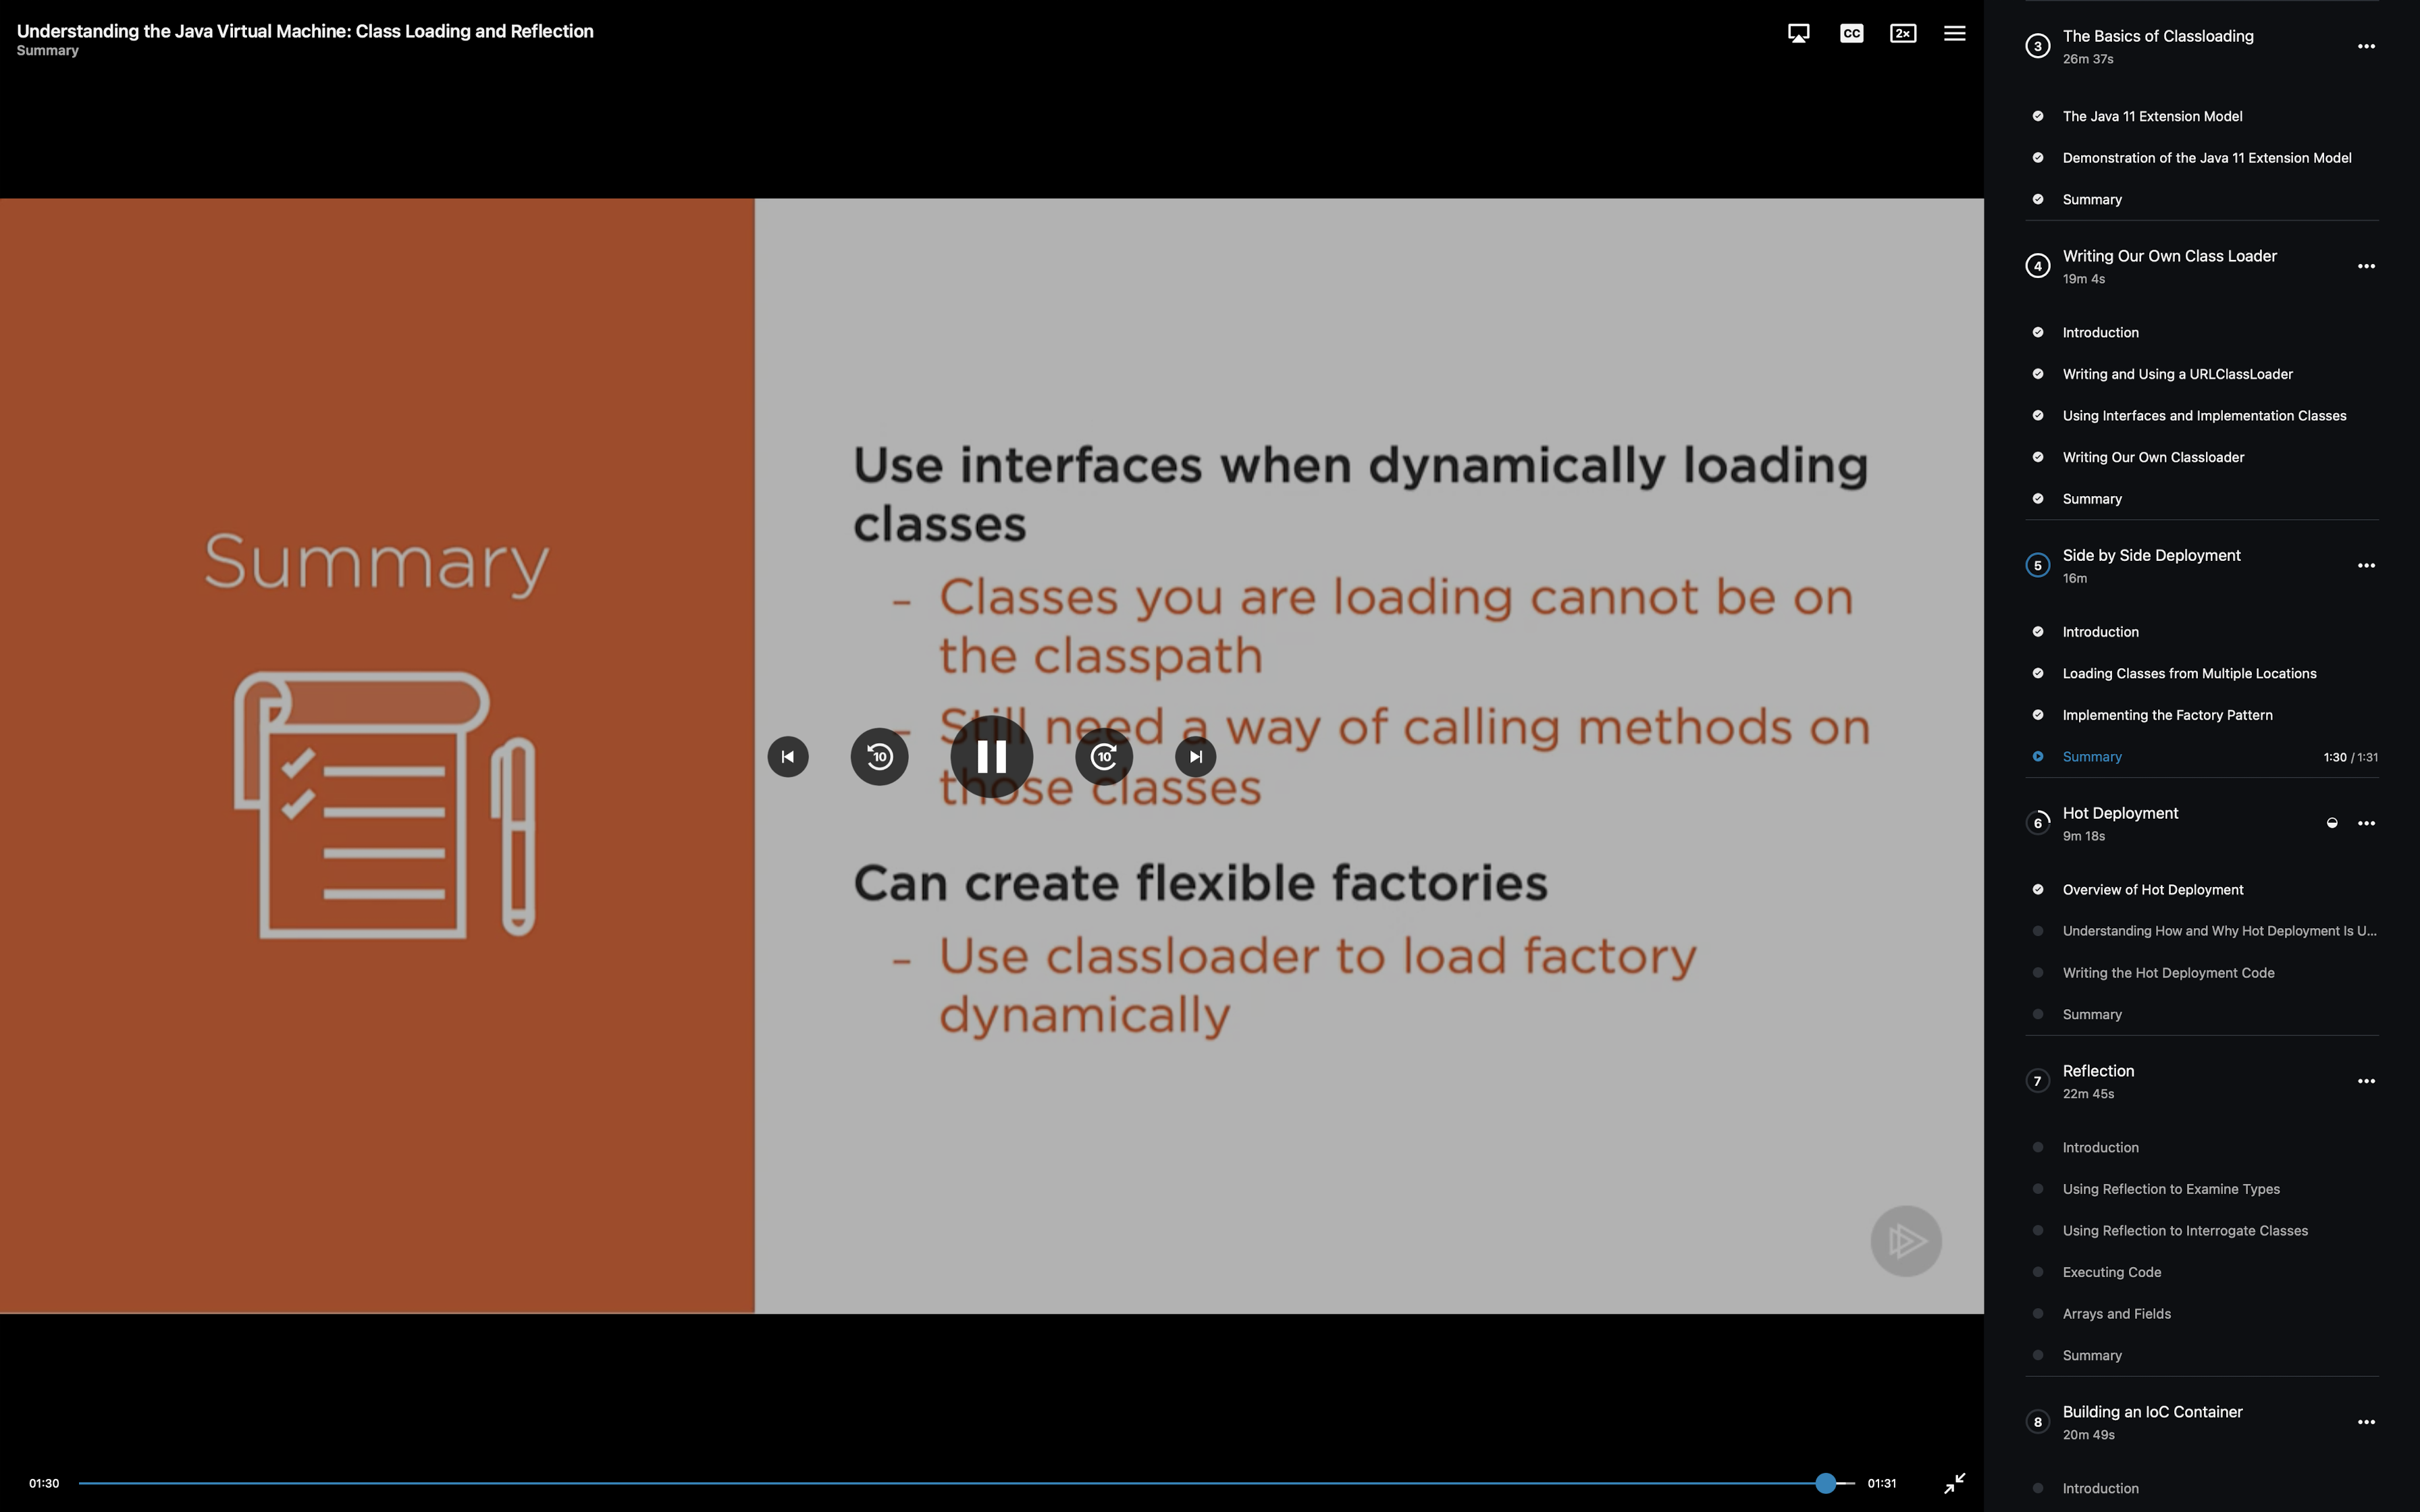 Understanding the Java Virtual Machine: Class Loading and Reflection
Summary
CC
2x
Summary
Use interfaces when dynamically loading
classes
- Classes you are loading cannot be on
the classpath
- Still need a way of calling methods on
those classes
Can create flexible factories
- Use classloader to load factory
dynamically
10
10
01:30
01:31
3
The Basics of Classloading
26m 37s
The Java 11 Extension Model
Demonstration of the Java 11 Extension Model
Summary
4
Writing Our Own Class Loader
19m 4s
Introduction
Writing and Using a URLClassLoader
Using Interfaces and Implementation Classes
Writing Our Own Classloader
Summary
5
Side by Side Deployment
16m
Introduction
Loading Classes from Multiple Locations
Implementing the Factory Pattern
Summary 1:30 / 1:31
6
Hot Deployment
9m 18s
Overview of Hot Deployment
Understanding How and Why Hot Deployment Is U...
Writing the Hot Deployment Code
Summary
7
Reflection
22m 45s
Introduction
Using Reflection to Examine Types
Using Reflection to Interrogate Classes
Executing Code
Arrays and Fields
Summary
8
Building an IoC Container
20m 49s
Introduction